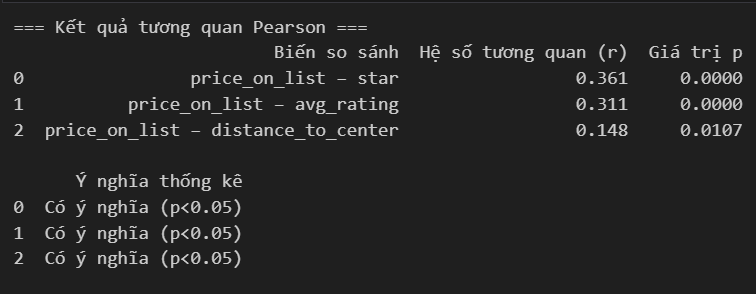 === Kết quả tương quan Pearson ===
Biến so sánh Hệ số tương quan (r) Giá trị p
0 price_on_list – star 0.361 0.0000
1 price_on_list – avg_rating 0.311 0.0000
2 price_on_list – distance_to_center 0.148 0.0107
Ý nghĩa thống kê
0 Có ý nghĩa (p<0.05)
1 Có ý nghĩa (p<0.05)
2 Có ý nghĩa (p<0.05)